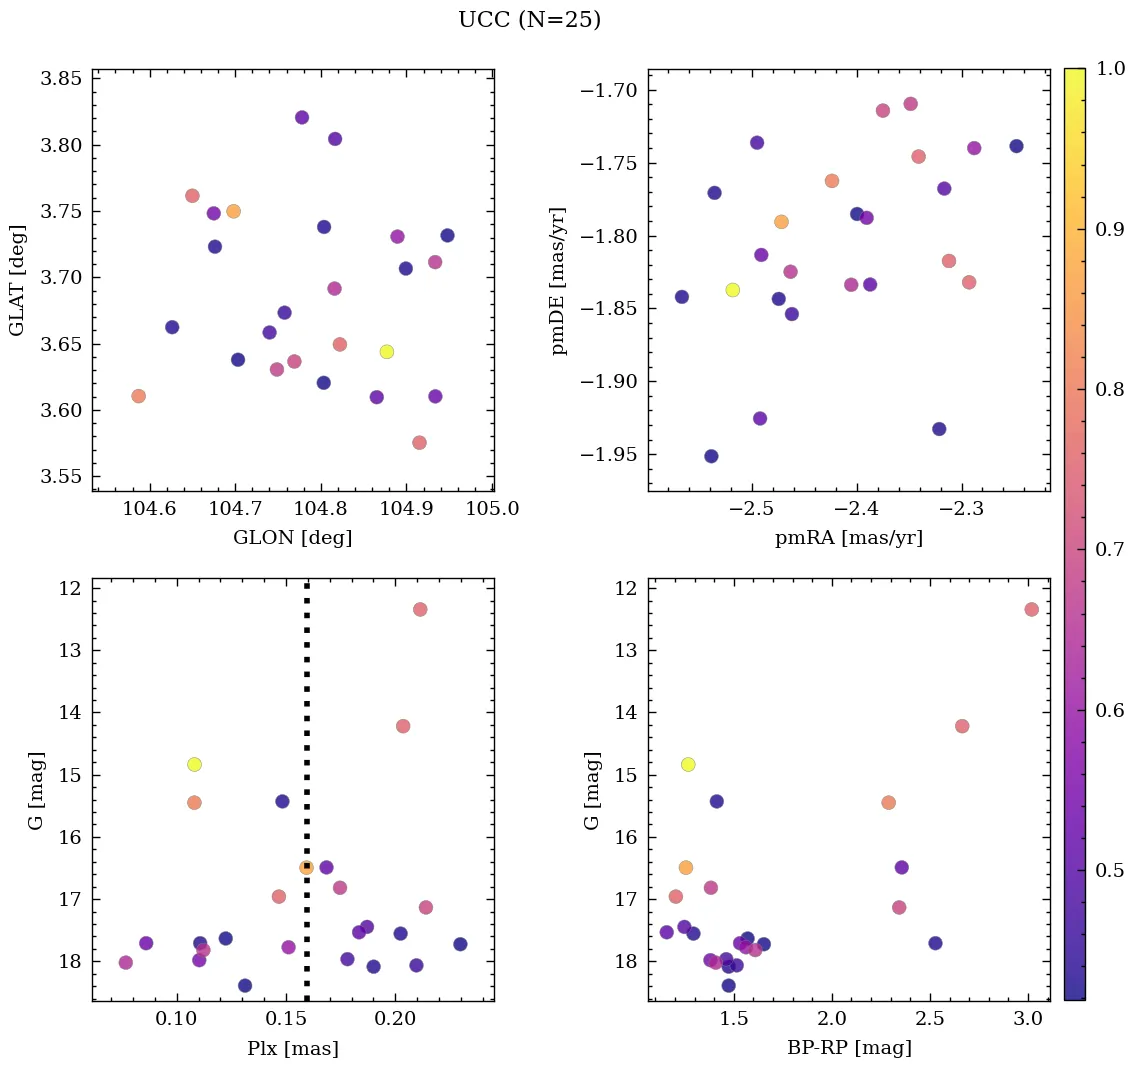 UCC (N=25)
3.85
3.80
3.75
3.70
3.65
3.60
3.55
GLAT [deg]
104.6 104.7 104.8 104.9 105.0
GLON [deg]
−1.70
−1.75
−1.80
−1.85
−1.90
−1.95
pmDE [mas/yr]
−2.5 −2.4 −2.3
pmRA [mas/yr]
1.0
0.9
0.8
0.7
0.6
0.5
12
13
14
15
16
17
18
G [mag]
0.10 0.15 0.20
Plx [mas]
12
13
14
15
16
17
18
G [mag]
1.5 2.0 2.5 3.0
BP-RP [mag]